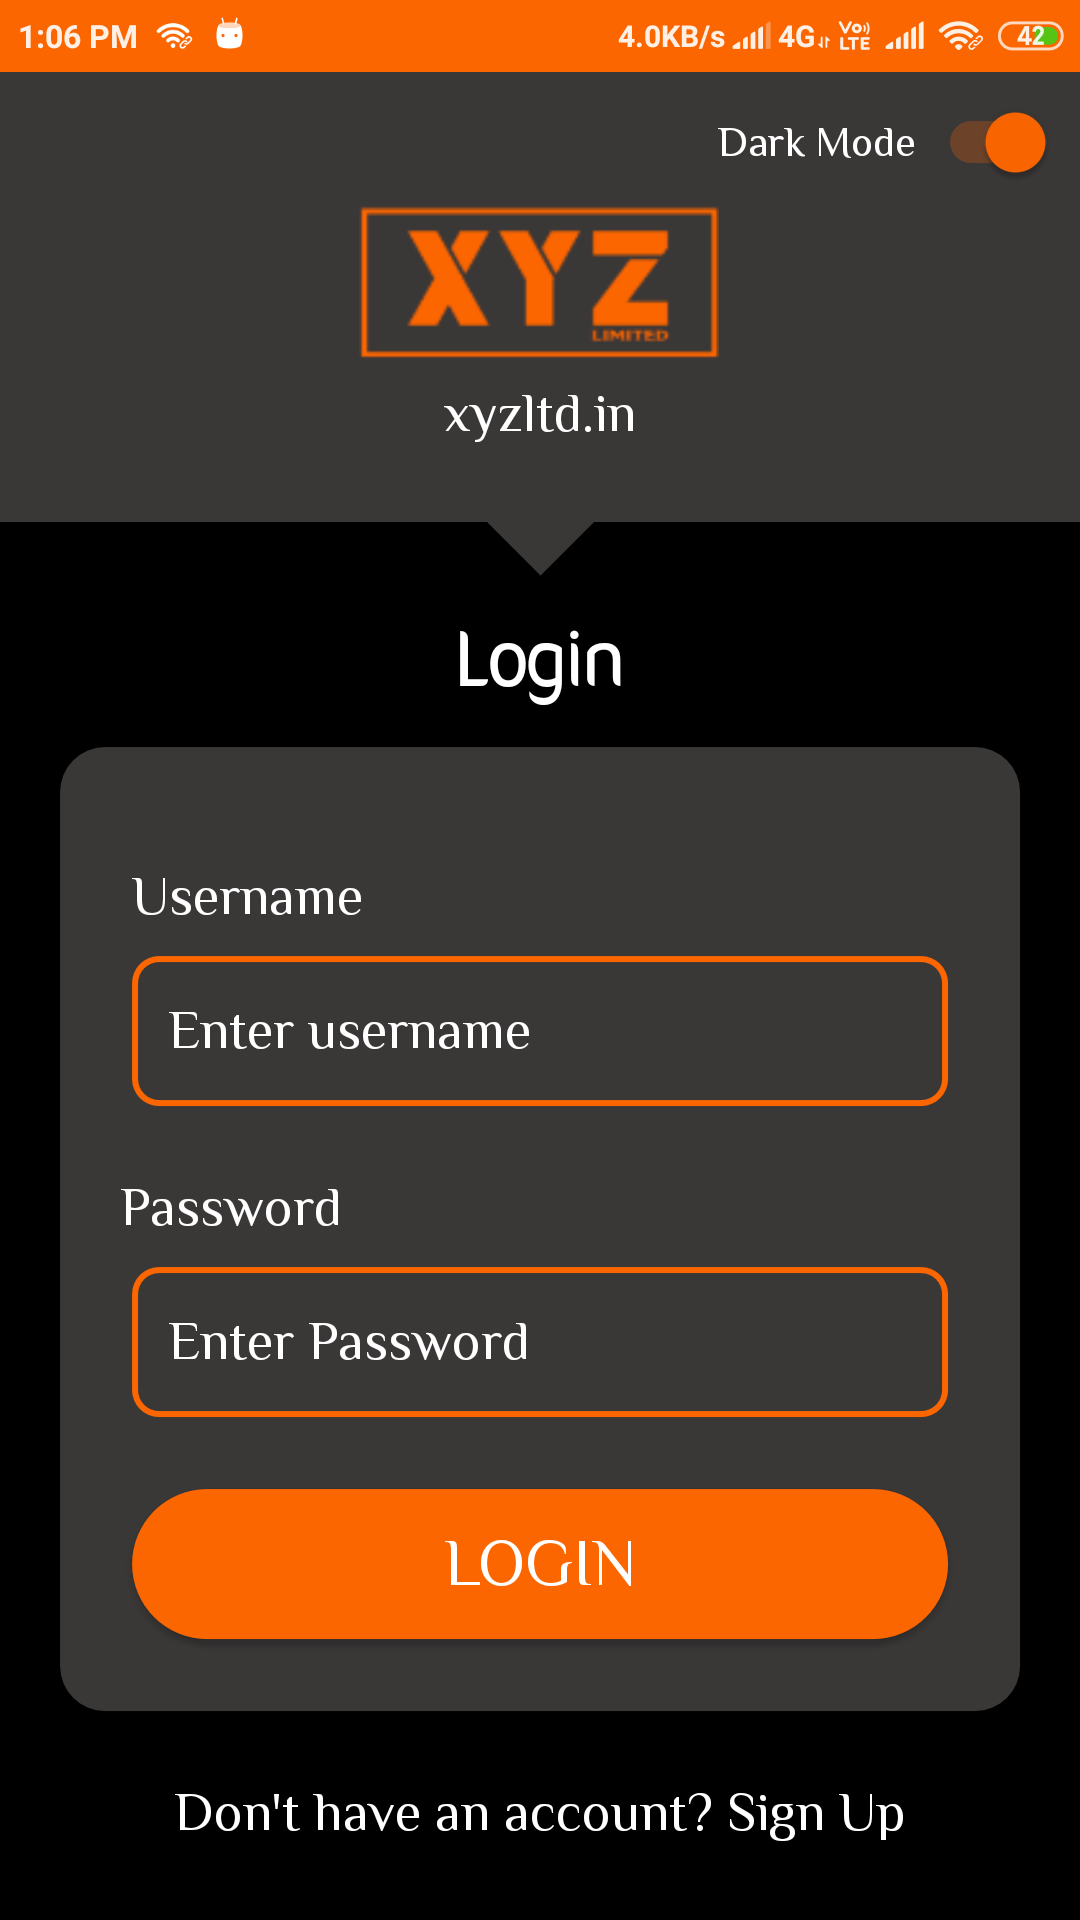 1:06 PM 4.0KB/s 4G Vo) LTE 42
Dark Mode
XYZ
LIMITED
xyzltd.in
Login
Username
Enter username
Password
Enter Password
LOGIN
Don't have an account? Sign Up